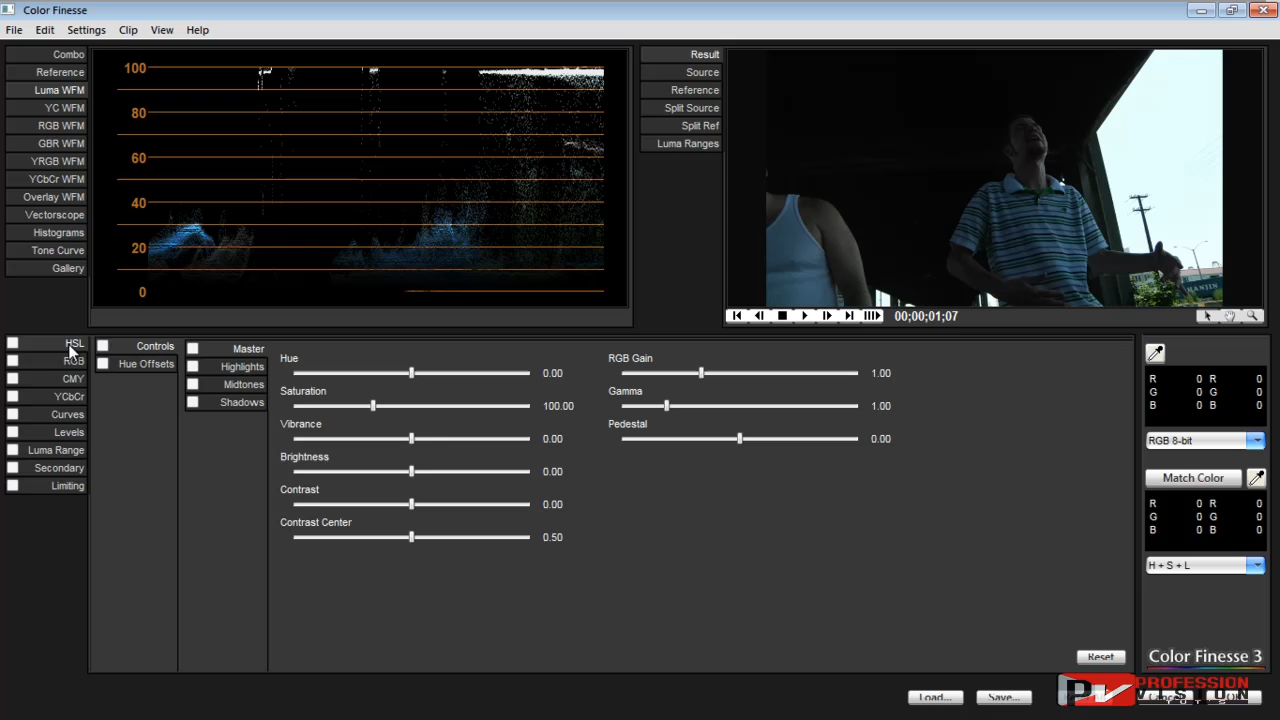 Color Finesse
File Edit Settings Clip View Help
Combo
Reference
Luma WFM
YC WFM
RGB WFM
GBR WFM
YRGB WFM
YCbCr WFM
Overlay WFM
Vectorscope
Histograms
Tone Curve
Gallery
100
80
60
40
20
0
Result
Source
Reference
Split Source
Split Ref
Luma Ranges
HANJIN
00;00;01;07
HSL
RGB
CMY
YCbCr
Curves
Levels
Luma Range
Secondary
Limiting
Controls
Hue Offsets
Master
Highlights
Midtones
Shadows
Hue
0.00
Saturation
100.00
Vibrance
0.00
Brightness
0.00
Contrast
0.00
Contrast Center
0.50
RGB Gain
1.00
Gamma
1.00
Pedestal
0.00
R 0 R 0
G 0 G 0
B 0 B 0
RGB 8-bit
Match Color
R 0 R 0
G 0 G 0
B 0 B 0
H + S + L
Reset
Color Finesse 3
Load...
Save...
PV PROFESSION
VISION
TUTS